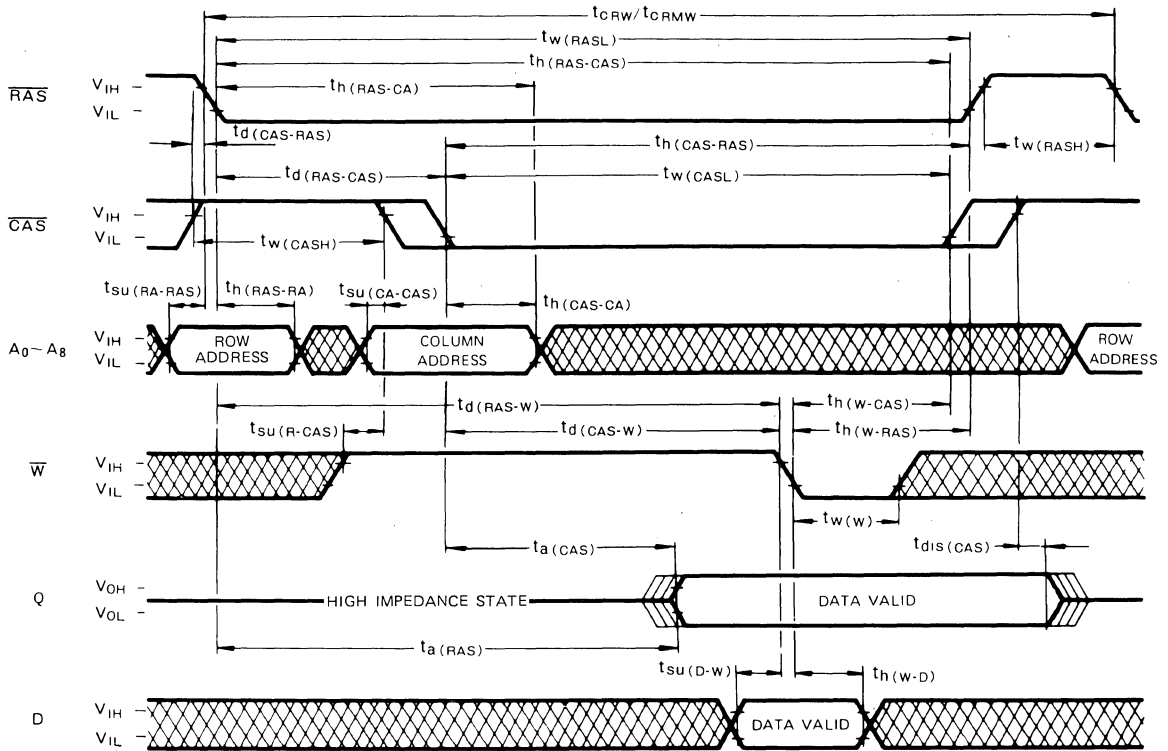 tCRW/tCRMW
tw(RASL)
th(RAS-CAS)
RAS
VIH
VIL
th(RAS-CA)
td(CAS-RAS)
th(CAS-RAS)
tw(RASH)
td(RAS-CAS)
tw(CASL)
CAS
VIH
VIL
tw(CASH)
tsu(RA-RAS)
th(RAS-RA)
tsu(CA-CAS)
th(CAS-CA)
A0~A8
VIH
VIL
ROW
ADDRESS
COLUMN
ADDRESS
ROW
ADDRESS
td(RAS-W)
th(W-CAS)
tsu(R-CAS)
td(CAS-W)
th(W-RAS)
W
VIH
VIL
tw(W)
ta(CAS)
tDIS(CAS)
Q
VOH
VOL
HIGH IMPEDANCE STATE
DATA VALID
ta(RAS)
tsu(D-W)
th(W-D)
D
VIH
VIL
DATA VALID